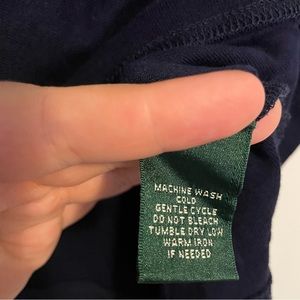 MACHINE WASH
COLD
GENTLE CYCLE
DO NOT BLEACH
TUMBLE DRY LOW
WARM IRON
IF NEEDED